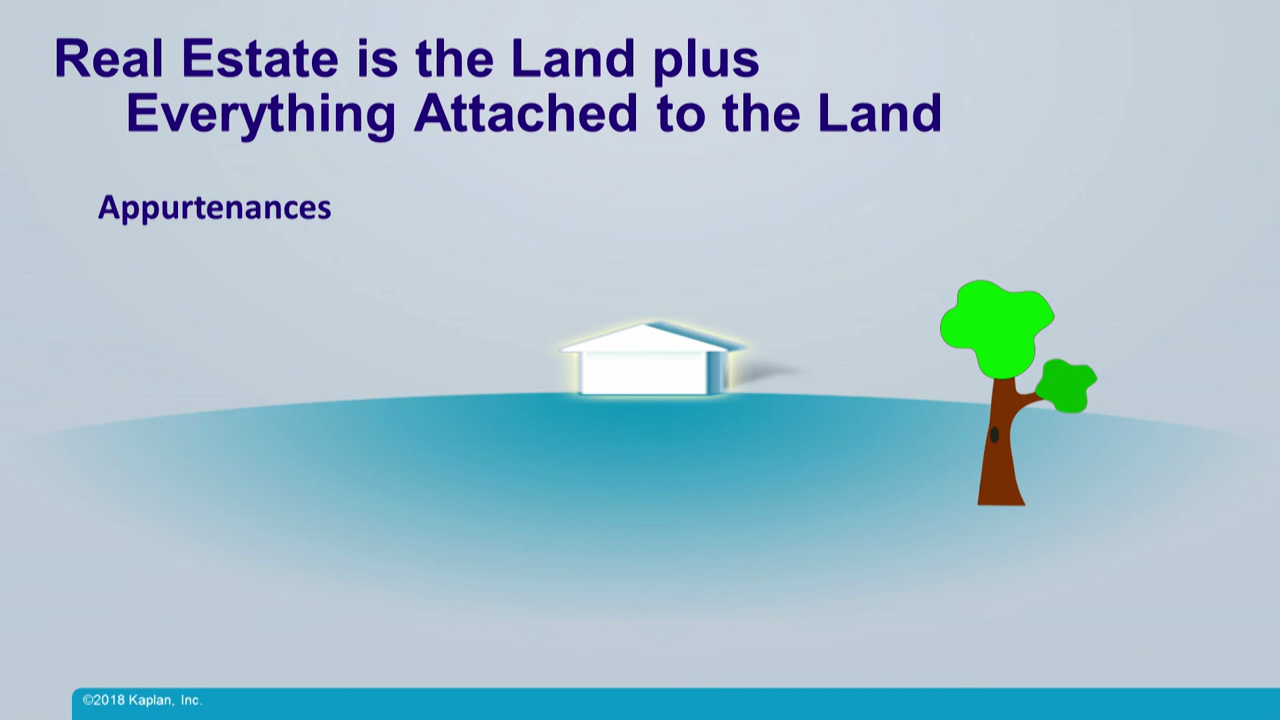 Real Estate is the Land plus
Everything Attached to the Land
Appurtenances
©2018 Kaplan, Inc.